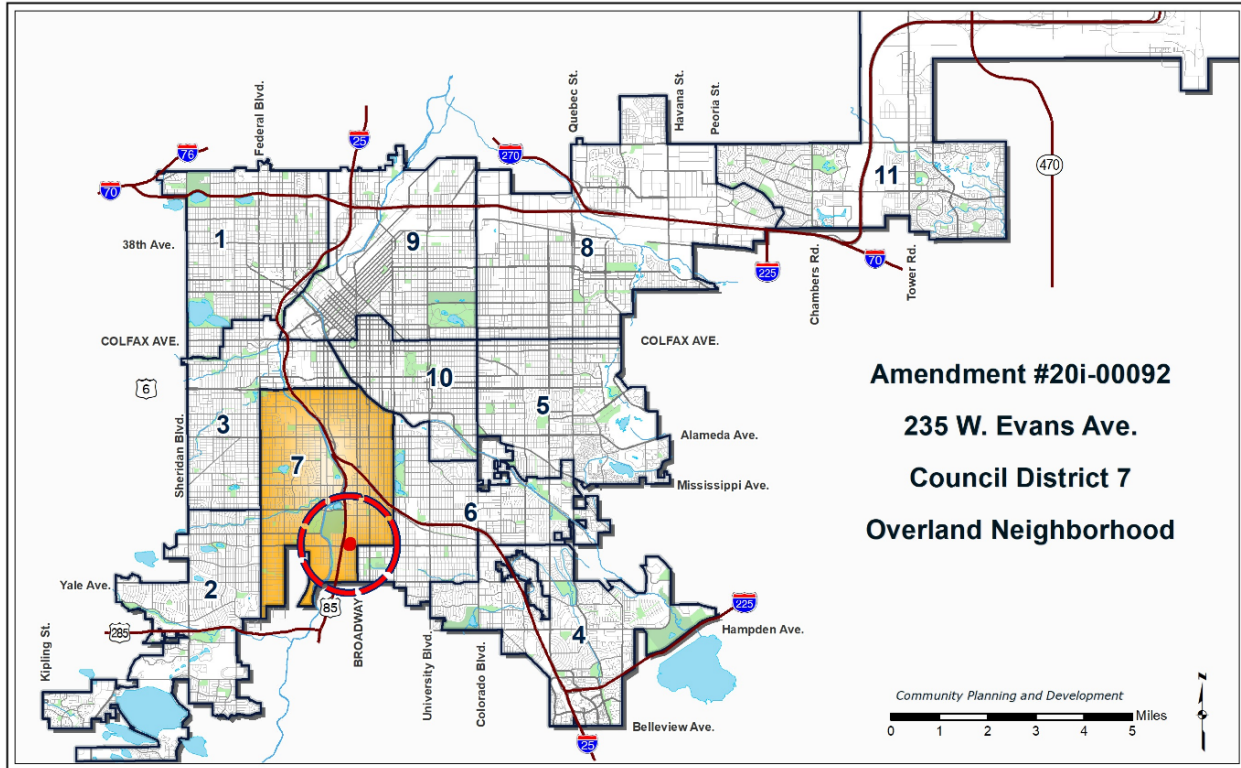 Federal Blvd.
25
Quebec St.
Havana St.
Peoria St.
76
270
70
470
11
1
9
8
38th Ave.
Chambers Rd.
Tower Rd.
225
70
COLFAX AVE.
COLFAX AVE.
6
10
5
3
Sheridan Blvd.
Alameda Ave.
7
Mississippi Ave.
6
Yale Ave.
2
85
BROADWAY
285
Kipling St.
University Blvd.
Colorado Blvd.
4
225
Hampden Ave.
Belleview Ave.
25
Amendment #20i-00092
235 W. Evans Ave.
Council District 7
Overland Neighborhood
Community Planning and Development
Miles
0 1 2 3 4 5
N